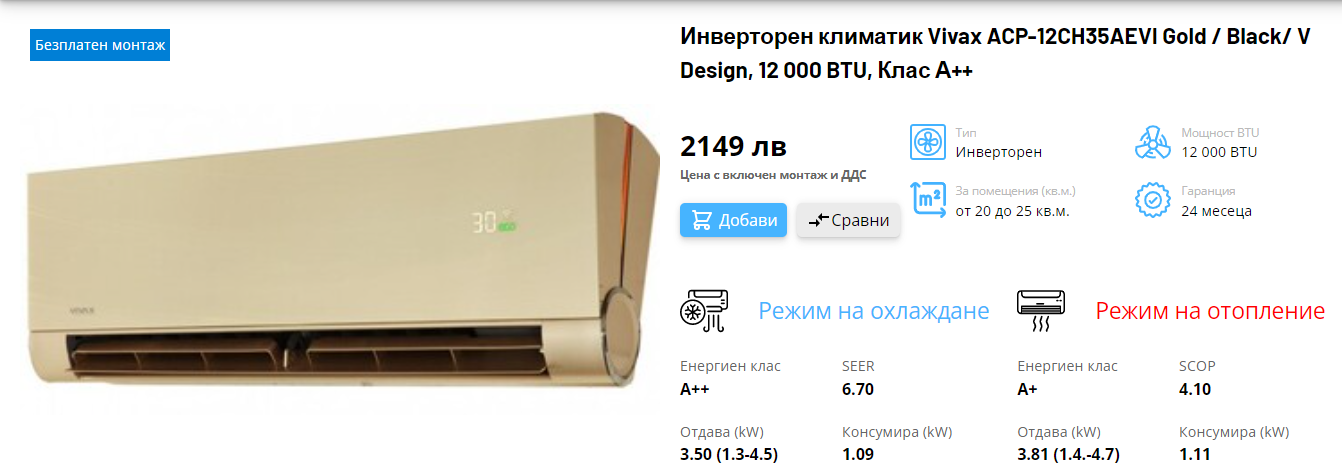 Безплатен монтаж
Инверторен климатик Vivax ACP-12CH35AEVI Gold / Black/ V
Design, 12 000 BTU, Клас А++
2149 лв
Цена с включен монтаж и ДДС
Добави
Сравни
Тип
Инверторен
Мощност BTU
12 000 BTU
За помещения (кв.м.)
от 20 до 25 кв.м.
Гаранция
24 месеца
30
ECO
VIVAX
Режим на охлаждане
Енергиен клас
A++
SEER
6.70
Отдава (kW)
3.50 (1.3-4.5)
Консумира (kW)
1.09
Режим на отопление
Енергиен клас
A+
SCOP
4.10
Отдава (kW)
3.81 (1.4.-4.7)
Консумира (kW)
1.11